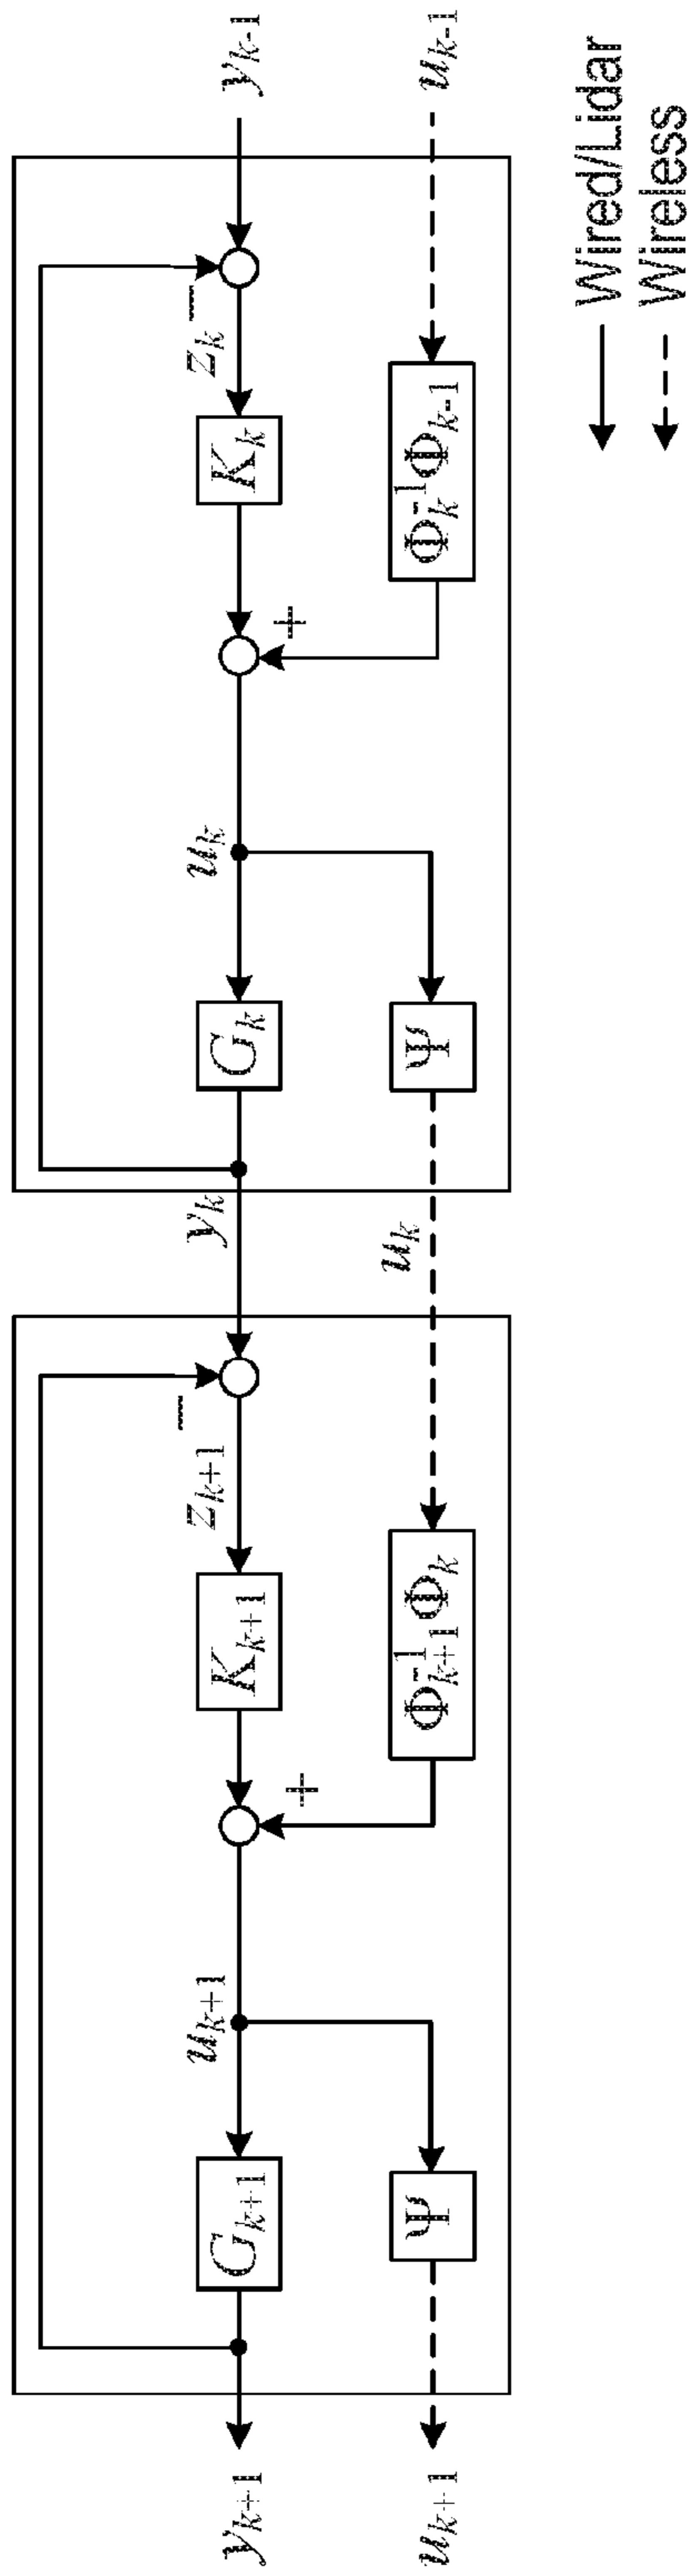 y_{k-1}
u_{k-1}
−
z_k
K_k
Φ_k^{-1}Φ_{k-1}
+
u_k
G_k
Ψ
y_k
u_k
−
z_{k+1}
K_{k+1}
Φ_{k+1}^{-1}Φ_k
+
u_{k+1}
G_{k+1}
Ψ
y_{k+1}
u_{k+1}
Wired/Lidar
Wireless